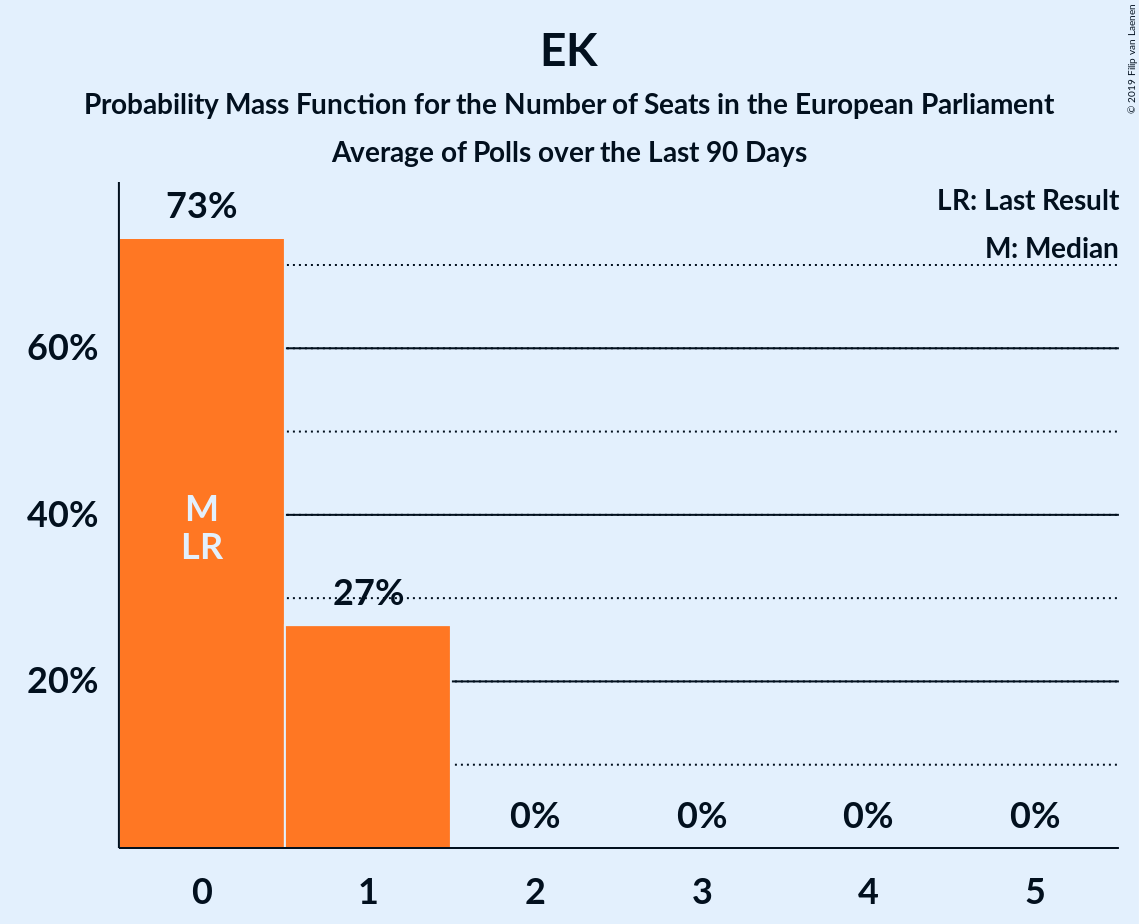 EK
Probability Mass Function for the Number of Seats in the European Parliament
Average of Polls over the Last 90 Days
© 2019 Filip van Laenen
LR: Last Result
M: Median
73%
60%
40%
20%
M
LR
27%
0%
0%
0%
0%
0
1
2
3
4
5